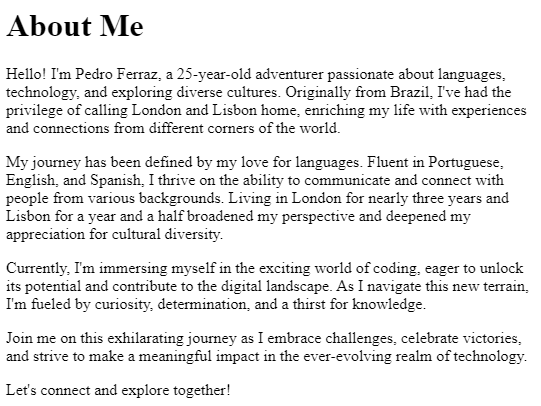 About Me
Hello! I'm Pedro Ferraz, a 25-year-old adventurer passionate about languages,
technology, and exploring diverse cultures. Originally from Brazil, I've had the
privilege of calling London and Lisbon home, enriching my life with experiences
and connections from different corners of the world.
My journey has been defined by my love for languages. Fluent in Portuguese,
English, and Spanish, I thrive on the ability to communicate and connect with
people from various backgrounds. Living in London for nearly three years and
Lisbon for a year and a half broadened my perspective and deepened my
appreciation for cultural diversity.
Currently, I'm immersing myself in the exciting world of coding, eager to unlock
its potential and contribute to the digital landscape. As I navigate this new terrain,
I'm fueled by curiosity, determination, and a thirst for knowledge.
Join me on this exhilarating journey as I embrace challenges, celebrate victories,
and strive to make a meaningful impact in the ever-evolving realm of technology.
Let's connect and explore together!